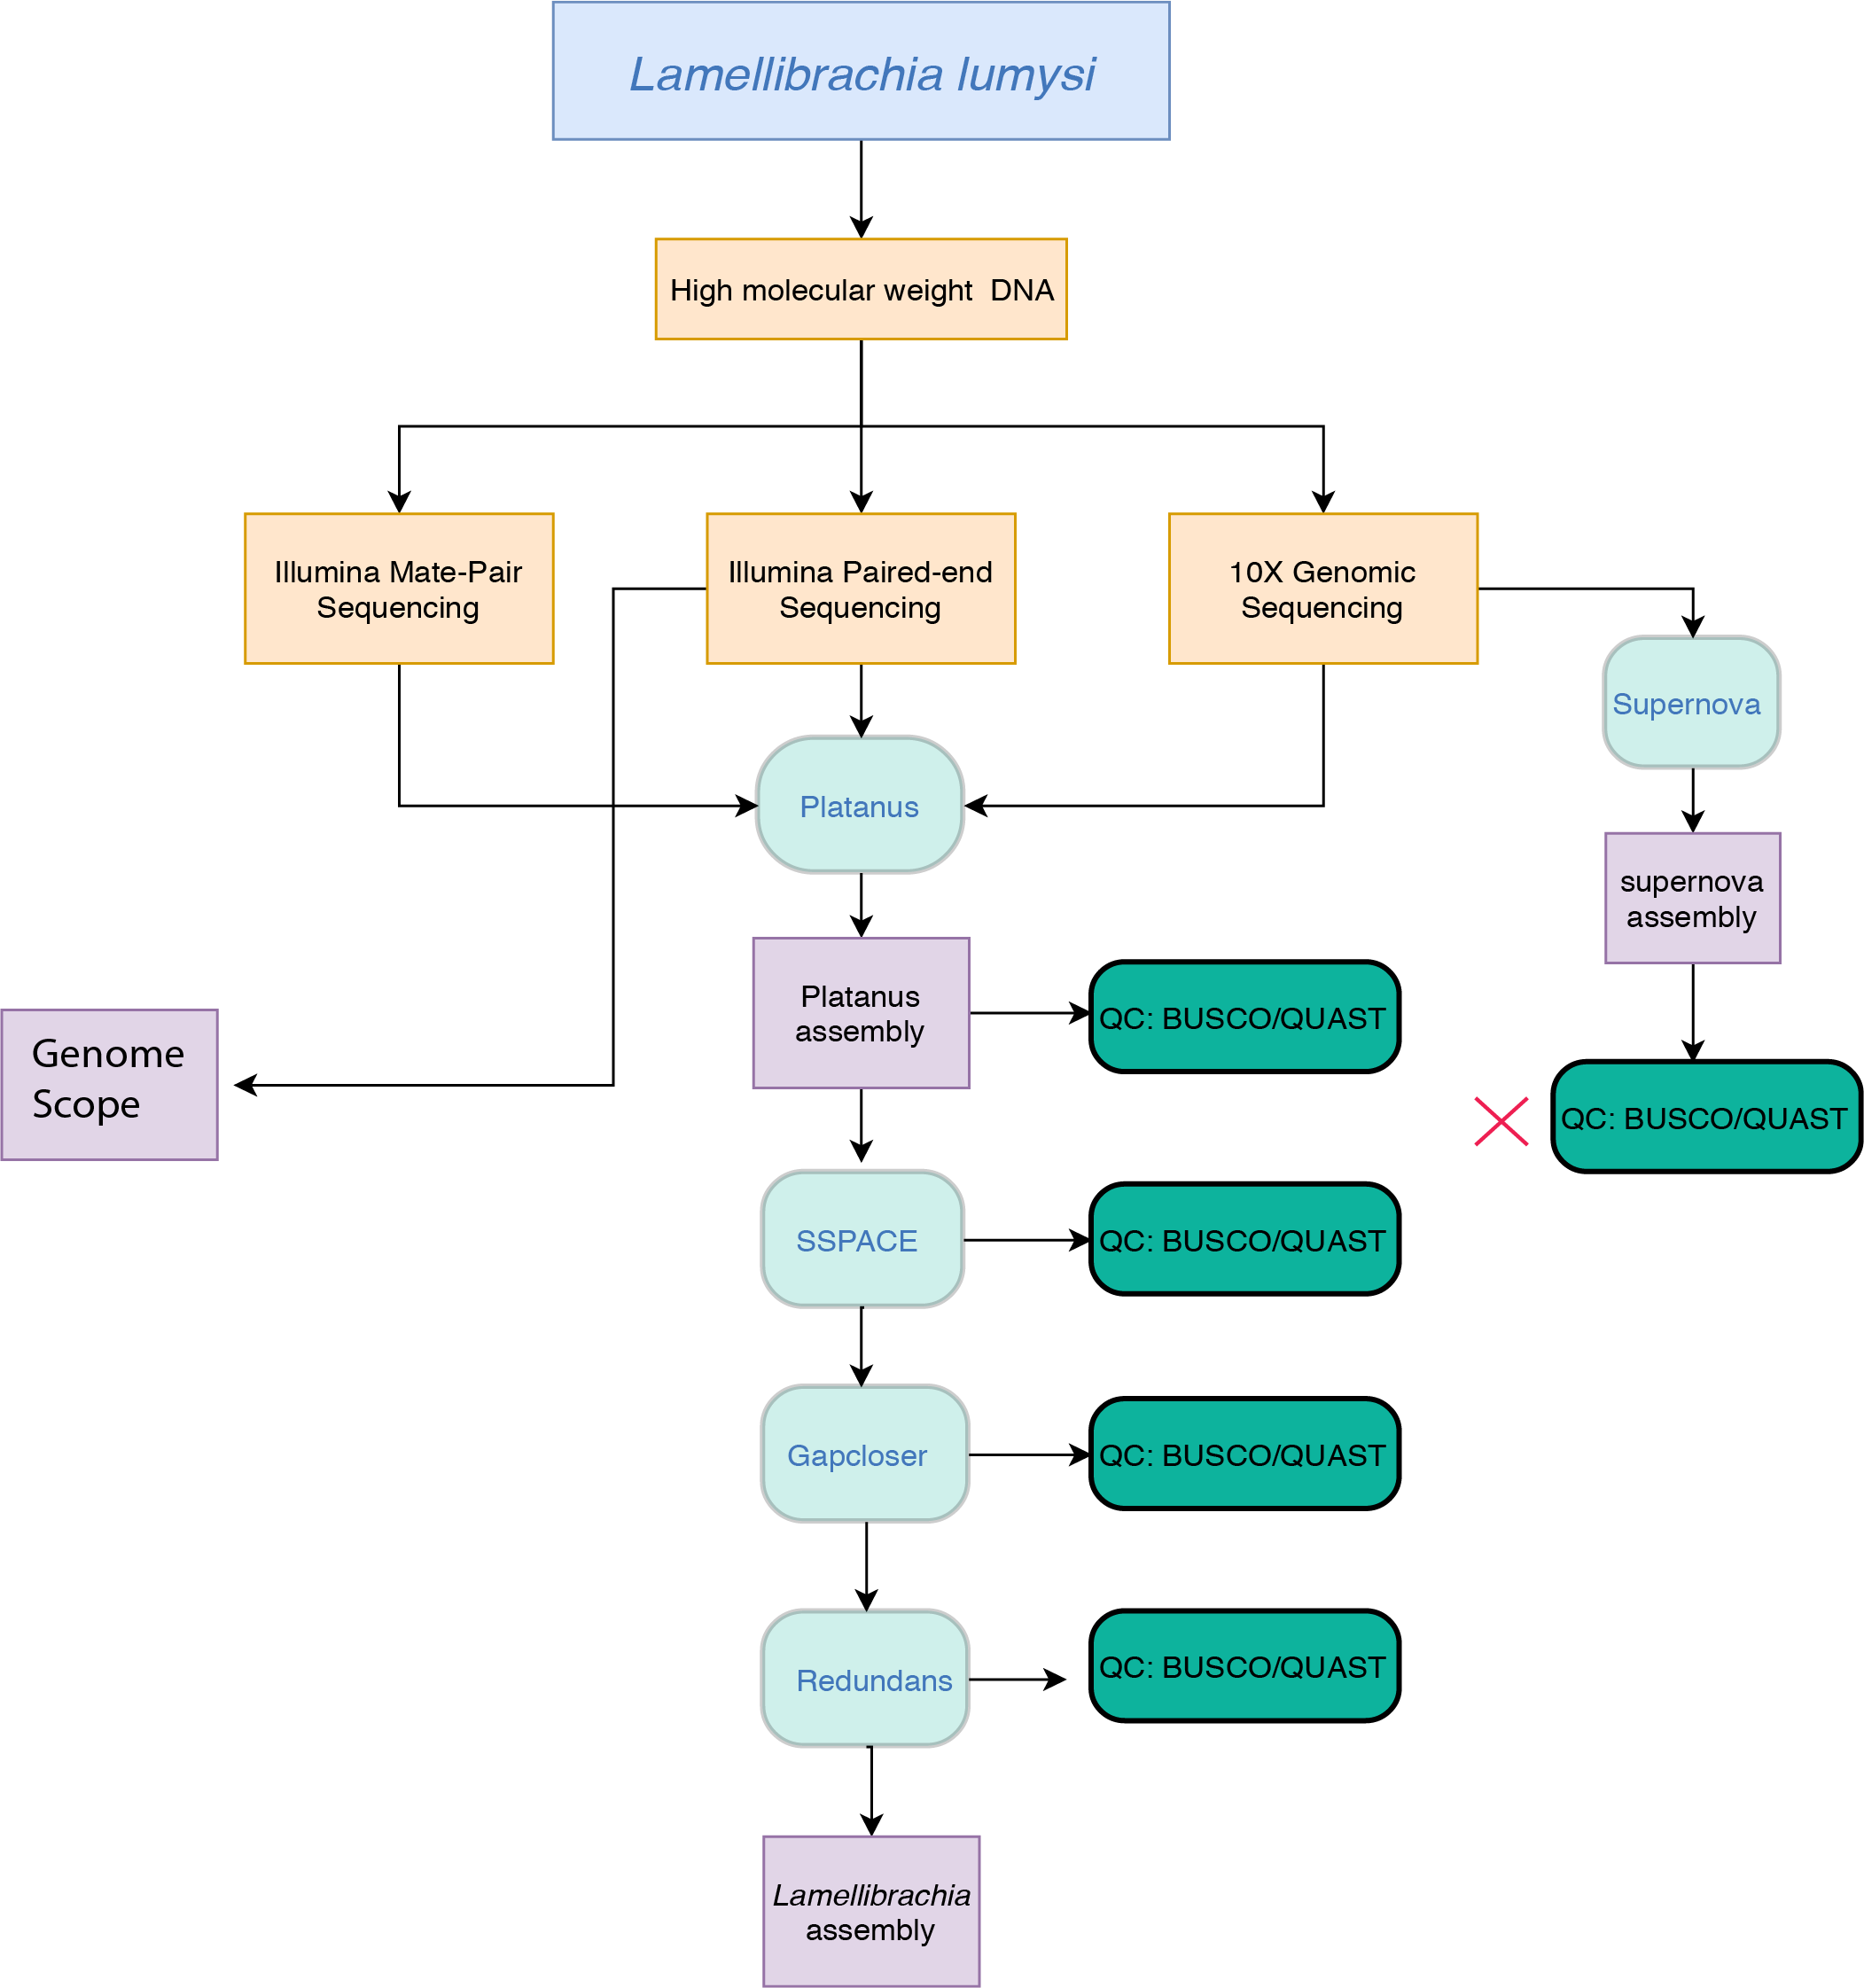 Lamellibrachia lumysi
High molecular weight  DNA
Illumina Mate-Pair
Sequencing
Illumina Paired-end
Sequencing
10X Genomic
Sequencing
Supernova
Platanus
supernova
assembly
Platanus
assembly
QC: BUSCO/QUAST
Genome
Scope
QC: BUSCO/QUAST
SSPACE
QC: BUSCO/QUAST
Gapcloser
QC: BUSCO/QUAST
Redundans
QC: BUSCO/QUAST
Lamellibrachia
assembly